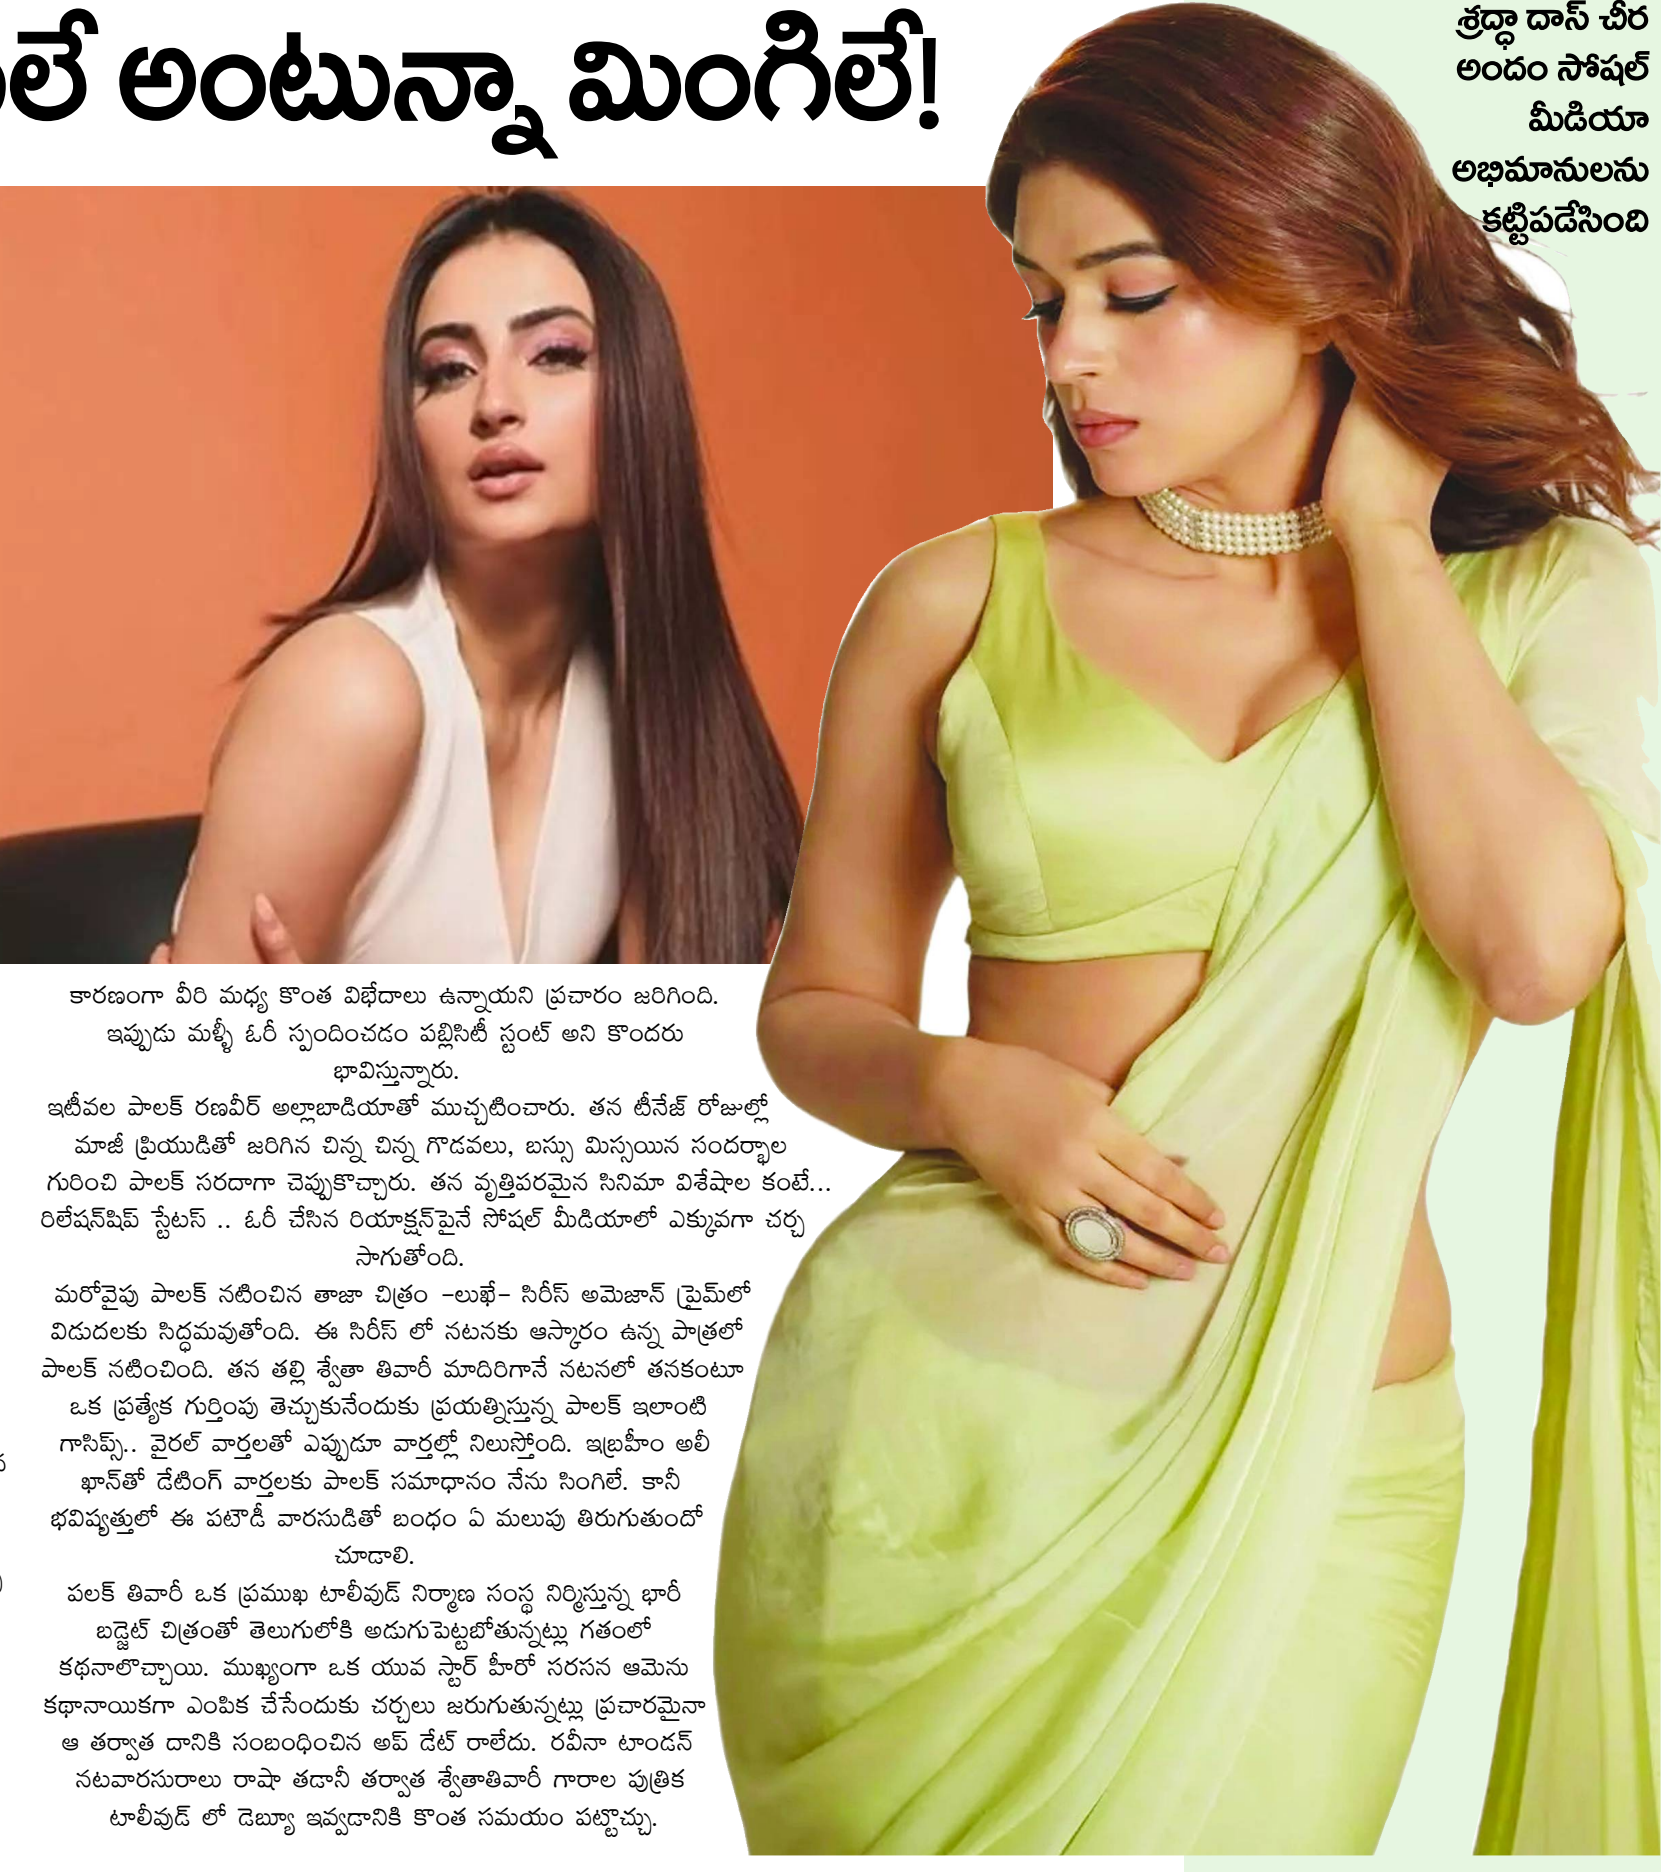 లే అంటున్నా మింగిలే!
శ్రద్ధా దాస్ చీర
అందం సోషల్
మీడియా
అభిమానులను
కట్టిపడేసింది
కారణంగా వీరి మధ్య కొంత విభేదాలు ఉన్నాయని ప్రచారం జరిగింది.
ఇప్పుడు మళ్ళీ ఓరీ స్పందించడం పబ్లిసిటీ స్టంట్ అని కొందరు
భావిస్తున్నారు.
ఇటీవల పాలక్ రణవీర్ అల్లాబాడియాతో ముచ్చటించారు. తన టీనేజ్ రోజుల్లో
మాజీ ప్రియుడితో జరిగిన చిన్న చిన్న గొడవలు, బస్సు మిస్సయిన సందర్భాల
గురించి పాలక్ సరదాగా చెప్పుకొచ్చారు. తన వృత్తిపరమైన సినిమా విశేషాల కంటే...
రిలేషన్‌షిప్ స్టేటస్ .. ఓరీ చేసిన రియాక్షన్‌పైనే సోషల్ మీడియాలో ఎక్కువగా చర్చ
సాగుతోంది.
మరోవైపు పాలక్ నటించిన తాజా చిత్రం -లుఖే- సిరీస్ అమెజాన్ ప్రైమ్‌లో
విడుదలకు సిద్ధమవుతోంది. ఈ సిరీస్ లో నటనకు ఆస్కారం ఉన్న పాత్రలో
పాలక్ నటించింది. తన తల్లి శ్వేతా తివారీ మాదిరిగానే నటనలో తనకంటూ
ఒక ప్రత్యేక గుర్తింపు తెచ్చుకునేందుకు ప్రయత్నిస్తున్న పాలక్ ఇలాంటి
గాసిప్స్.. వైరల్ వార్తలతో ఎప్పుడూ వార్తల్లో నిలుస్తోంది. ఇబ్రహీం అలీ
ఖాన్‌తో డేటింగ్ వార్తలకు పాలక్ సమాధానం నేను సింగిలే. కానీ
భవిష్యత్తులో ఈ పటౌడీ వారసుడితో బంధం ఏ మలుపు తిరుగుతుందో
చూడాలి.
పలక్ తివారీ ఒక ప్రముఖ టాలీవుడ్ నిర్మాణ సంస్థ నిర్మిస్తున్న భారీ
బడ్జెట్ చిత్రంతో తెలుగులోకి అడుగుపెట్టబోతున్నట్లు గతంలో
కథనాలొచ్చాయి. ముఖ్యంగా ఒక యువ స్టార్ హీరో సరసన ఆమెను
కథానాయికగా ఎంపిక చేసేందుకు చర్చలు జరుగుతున్నట్లు ప్రచారమైనా
ఆ తర్వాత దానికి సంబంధించిన అప్ డేట్ రాలేదు. రవీనా టాండన్
నటవారసురాలు రాషా తడానీ తర్వాత శ్వేతాతివారీ గారాల పుత్రిక
టాలీవుడ్ లో డెబ్యూ ఇవ్వడానికి కొంత సమయం పట్టొచ్చు.